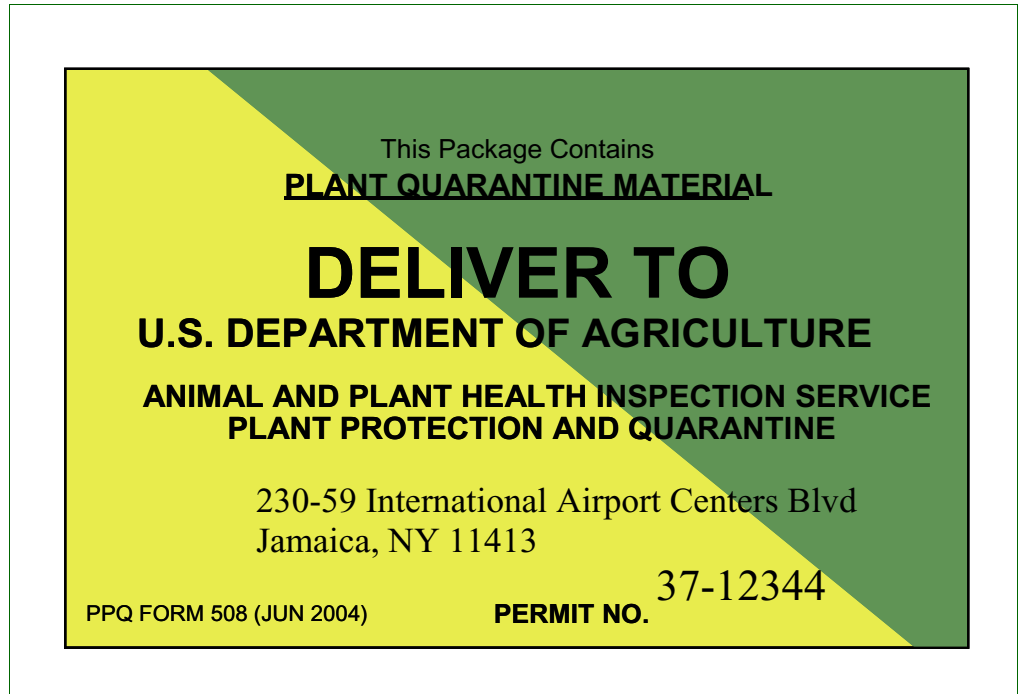 This Package Contains
PLANT QUARANTINE MATERIAL
DELIVER TO
U.S. DEPARTMENT OF AGRICULTURE
ANIMAL AND PLANT HEALTH INSPECTION SERVICE
PLANT PROTECTION AND QUARANTINE
230-59 International Airport Centers Blvd
Jamaica, NY 11413
PPQ FORM 508 (JUN 2004) PERMIT NO. 37-12344